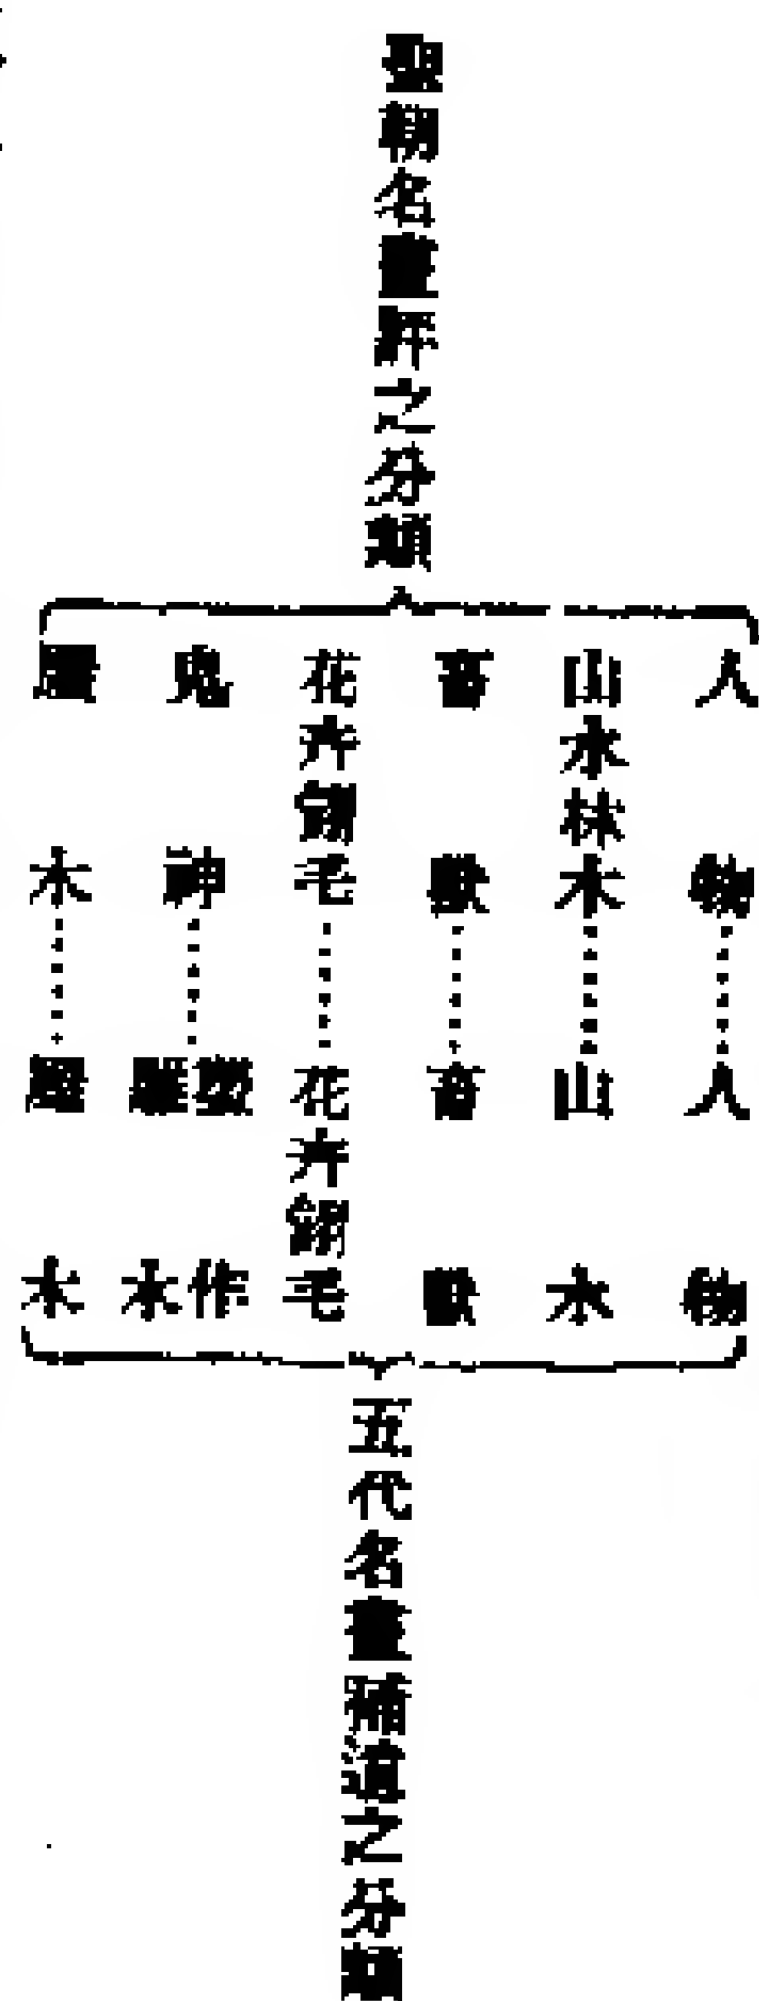 聖朝名畫評之分類
人物
山水林木
畜獸
花卉翎毛
鬼神
屋木
人物
山水
畜獸
花卉翎毛
塑作
雕木
屋木
五代名畫補遺之分類